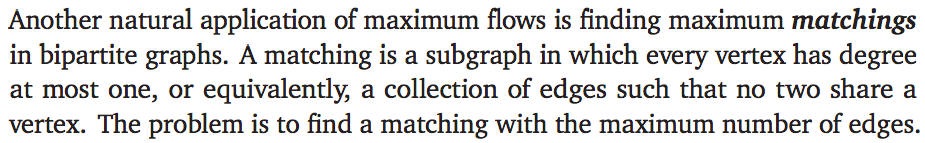 Another natural application of maximum flows is finding maximum matchings
in bipartite graphs. A matching is a subgraph in which every vertex has degree
at most one, or equivalently, a collection of edges such that no two share a
vertex. The problem is to find a matching with the maximum number of edges.